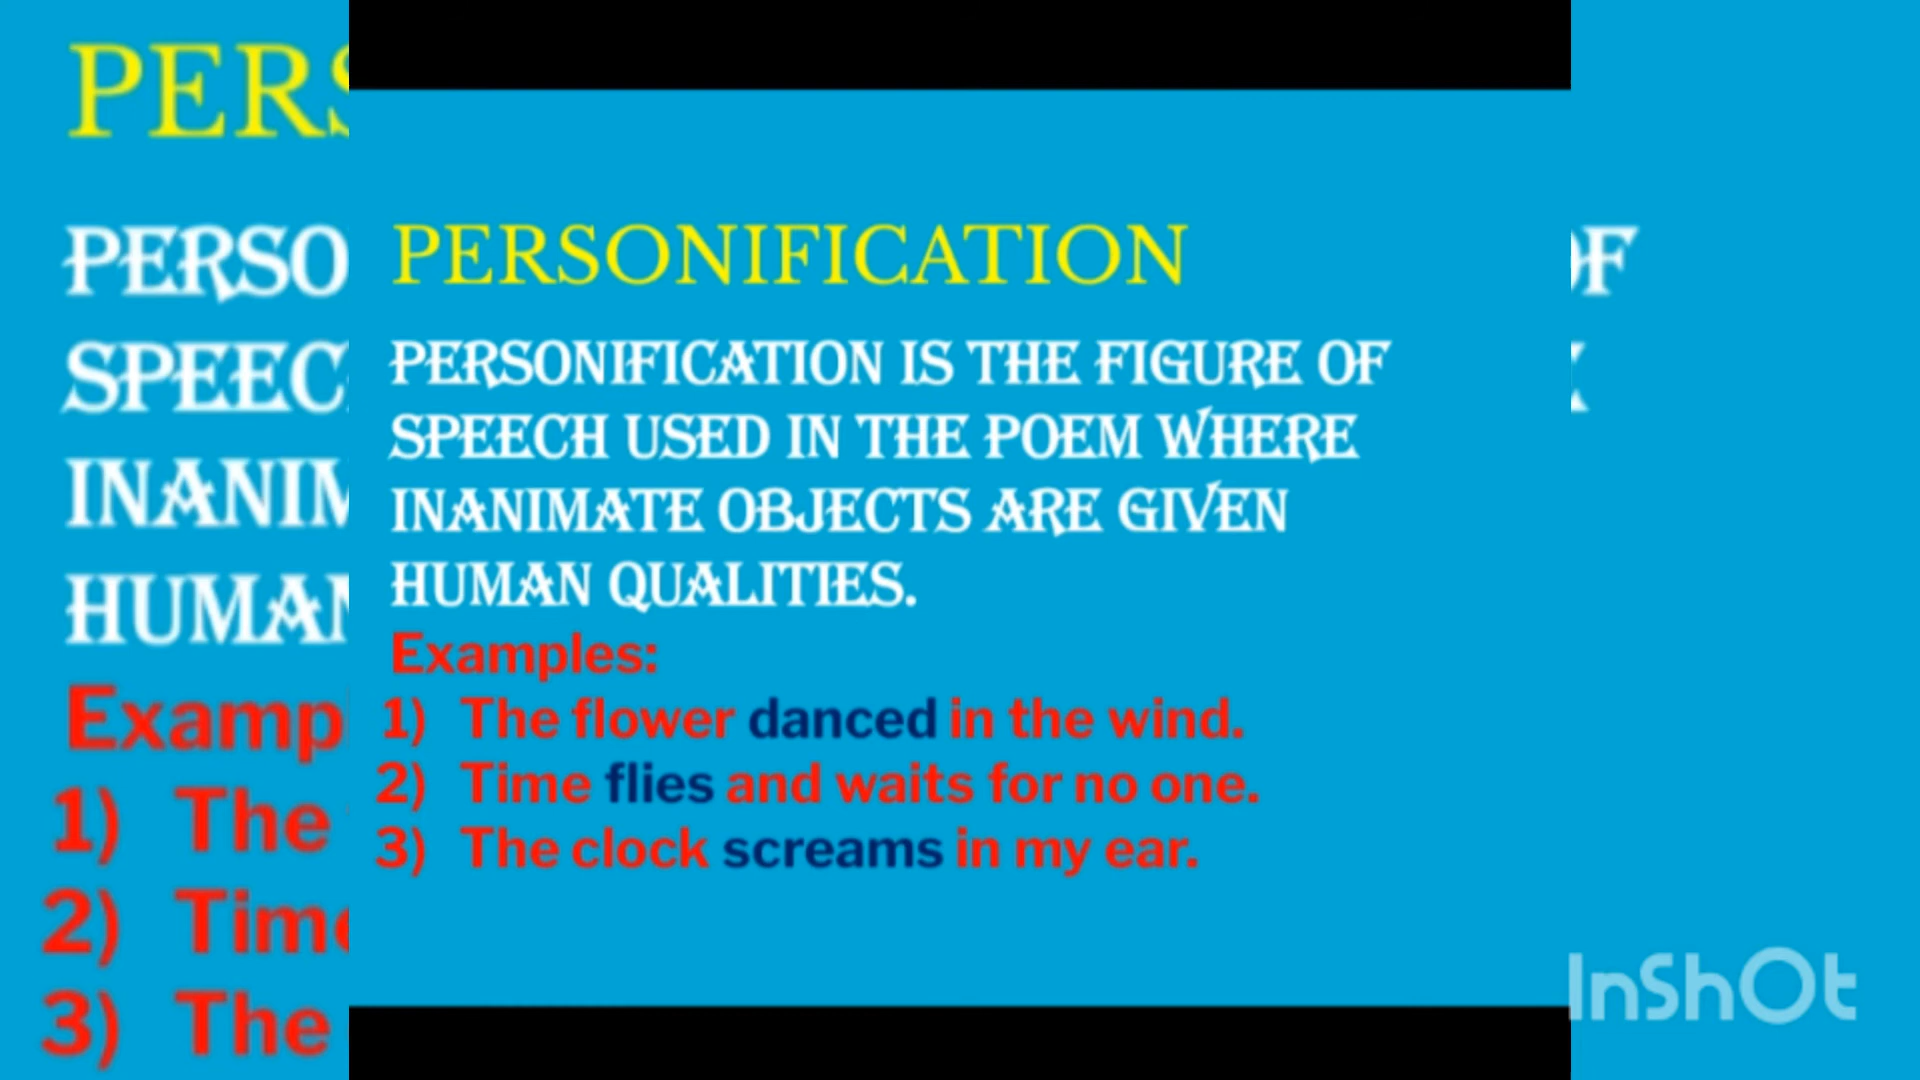 PERSONIFICATION
PERSONIFICATION IS THE FIGURE OF
SPEECH USED IN THE POEM WHERE
INANIMATE OBJECTS ARE GIVEN
HUMAN QUALITIES.
Examples:
1) The flower danced in the wind.
2) Time flies and waits for no one.
3) The clock screams in my ear.
InShOt